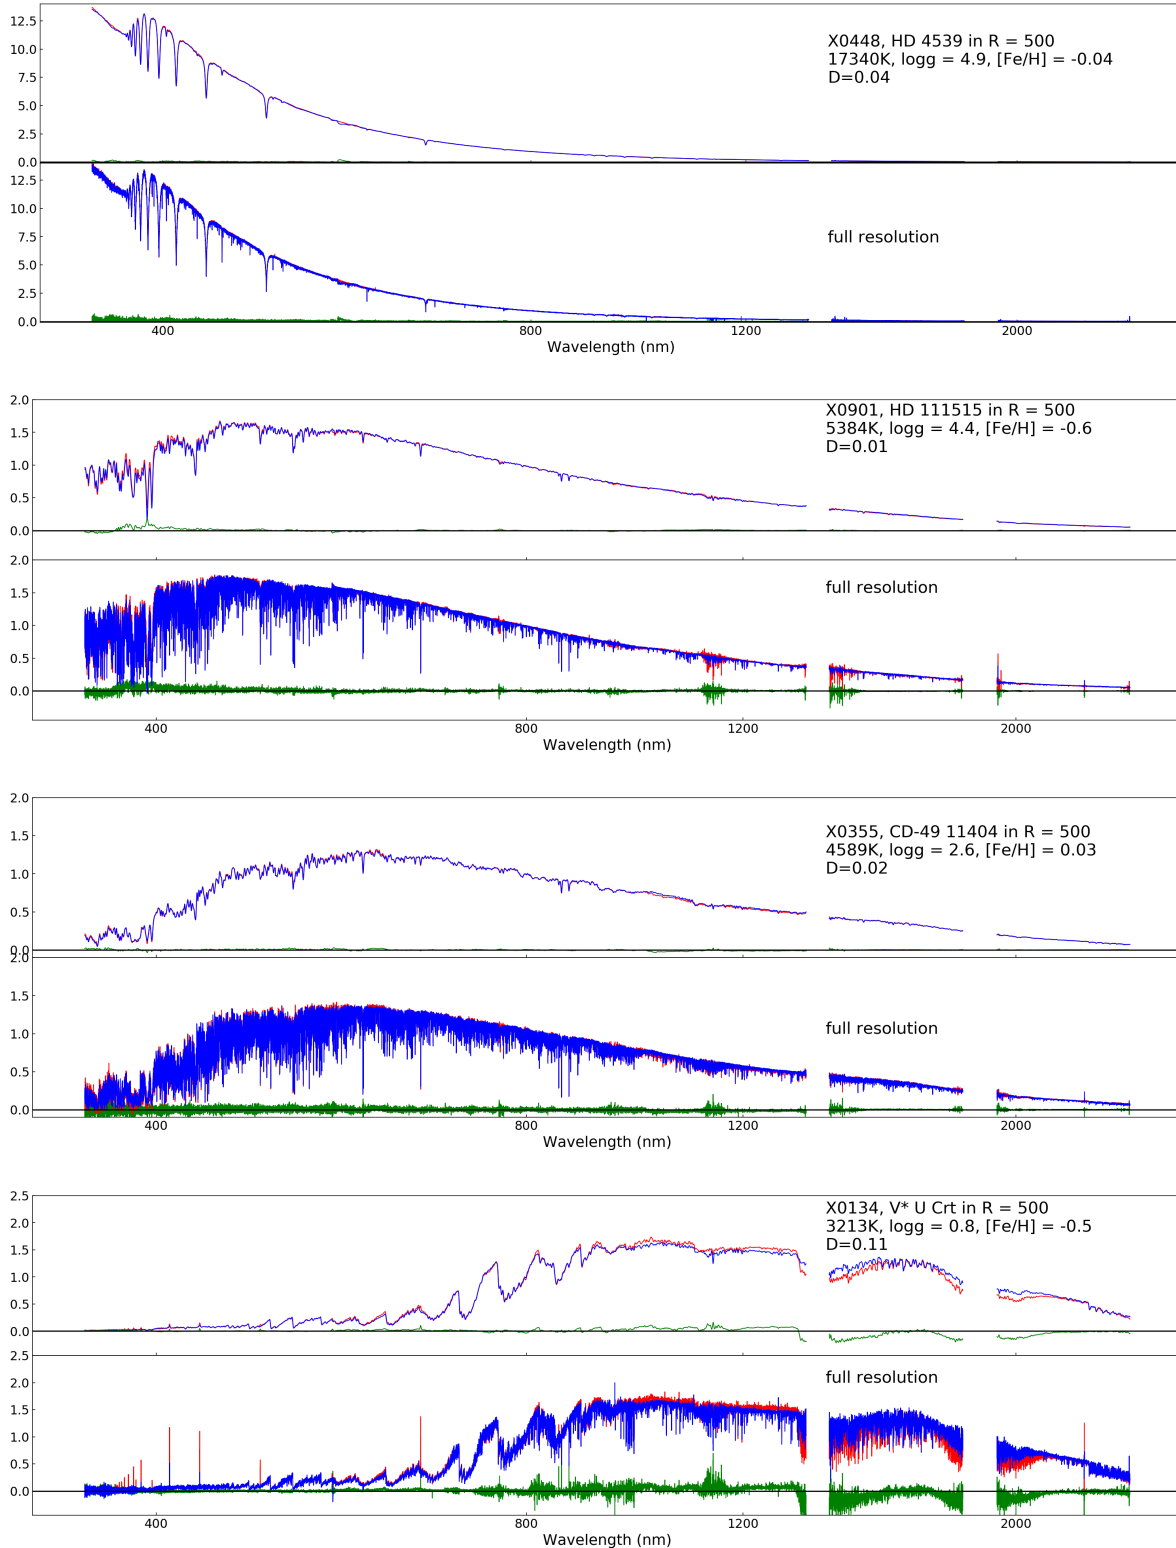 12.5
10.0
7.5
5.0
2.5
0.0
X0448, HD 4539 in R = 500
17340K, logg = 4.9, [Fe/H] = -0.04
D=0.04
12.5
10.0
7.5
5.0
2.5
0.0
full resolution
400 800 1200 2000
Wavelength (nm)
2.0
1.5
1.0
0.5
0.0
X0901, HD 111515 in R = 500
5384K, logg = 4.4, [Fe/H] = -0.6
D=0.01
2.0
1.5
1.0
0.5
0.0
full resolution
400 800 1200 2000
Wavelength (nm)
2.0
1.5
1.0
0.5
0.0
X0355, CD-49 11404 in R = 500
4589K, logg = 2.6, [Fe/H] = 0.03
D=0.02
2.0
1.5
1.0
0.5
0.0
full resolution
400 800 1200 2000
Wavelength (nm)
2.5
2.0
1.5
1.0
0.5
0.0
X0134, V* U Crt in R = 500
3213K, logg = 0.8, [Fe/H] = -0.5
D=0.11
2.5
2.0
1.5
1.0
0.5
0.0
full resolution
400 800 1200 2000
Wavelength (nm)